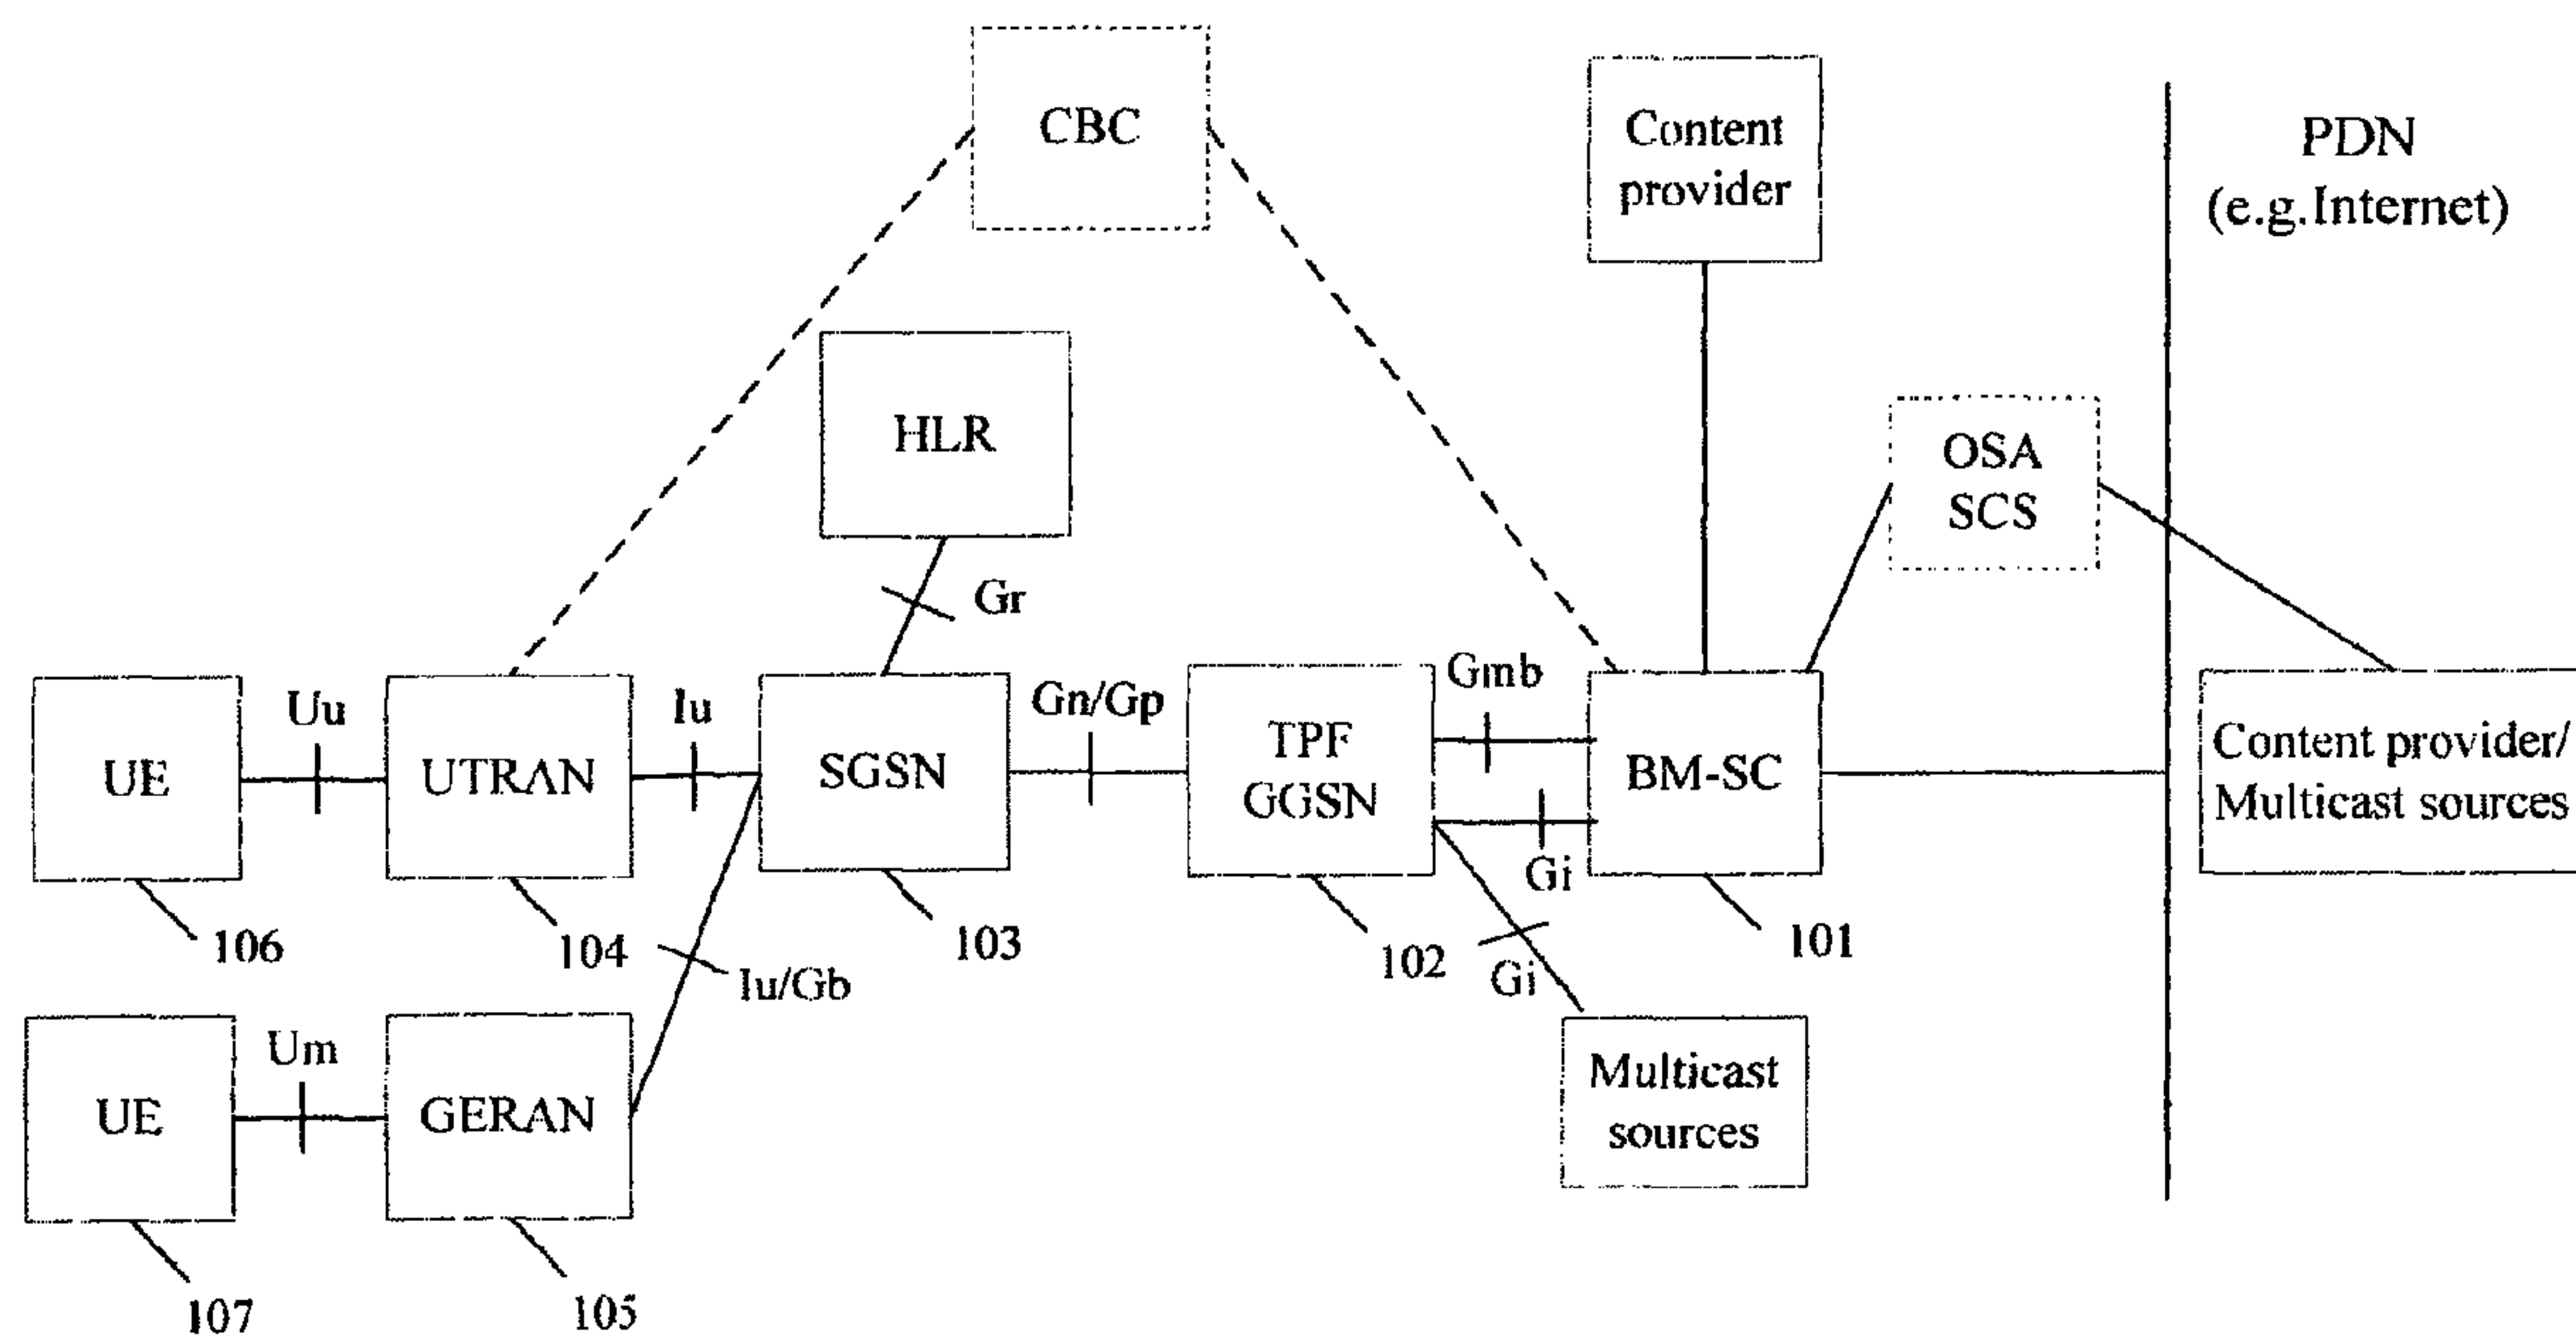 CBC
Content
provider
PDN
(e.g.Internet)
HLR
OSA
SCS
Gr
Uu
Iu
Gn/Gp
Gmb
UE
UTRAN
SGSN
TPF
GGSN
BM-SC
Content provider/
Multicast sources
Gi
106
104
103
102
101
Iu/Gb
Gi
Um
UE
GERAN
Multicast
sources
107
105